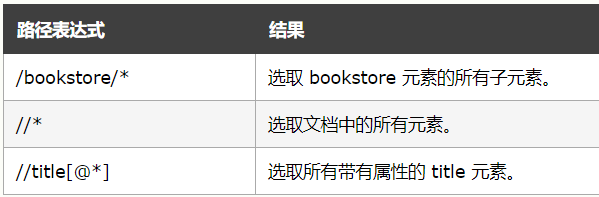 路径表达式 结果
/bookstore/* 选取 bookstore 元素的所有子元素。
//* 选取文档中的所有元素。
//title[@*] 选取所有带有属性的 title 元素。